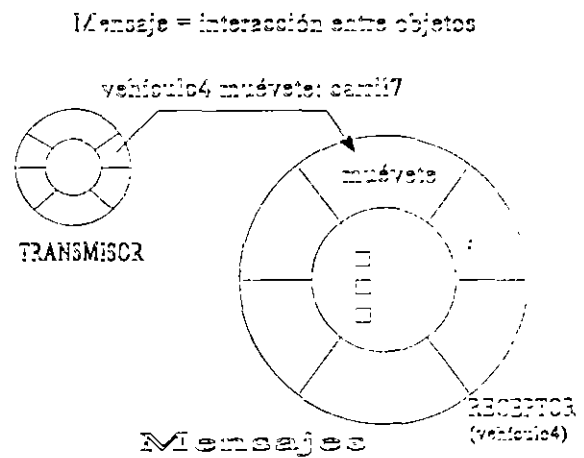 Mensaje = interacción entre objetos
vehículo4 muévete: carril7
muévete
TRANSMISOR
RECEPTOR
(vehículo4)
Mensajes